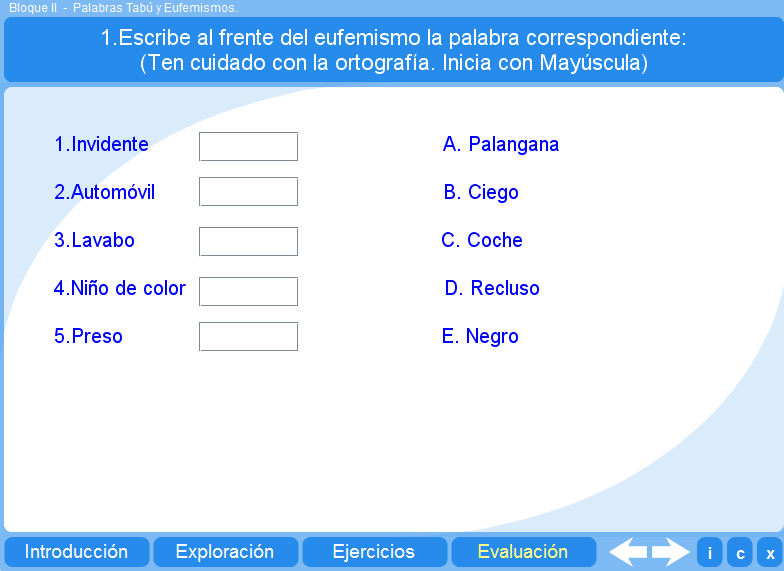 Bloque II - Palabras Tabú y Eufemismos.
1.Escribe al frente del eufemismo la palabra correspondiente:
(Ten cuidado con la ortografía. Inicia con Mayúscula)
1.Invidente A. Palangana
2.Automóvil B. Ciego
3.Lavabo C. Coche
4.Niño de color D. Recluso
5.Preso E. Negro
Introducción Exploración Ejercicios Evaluación i c x